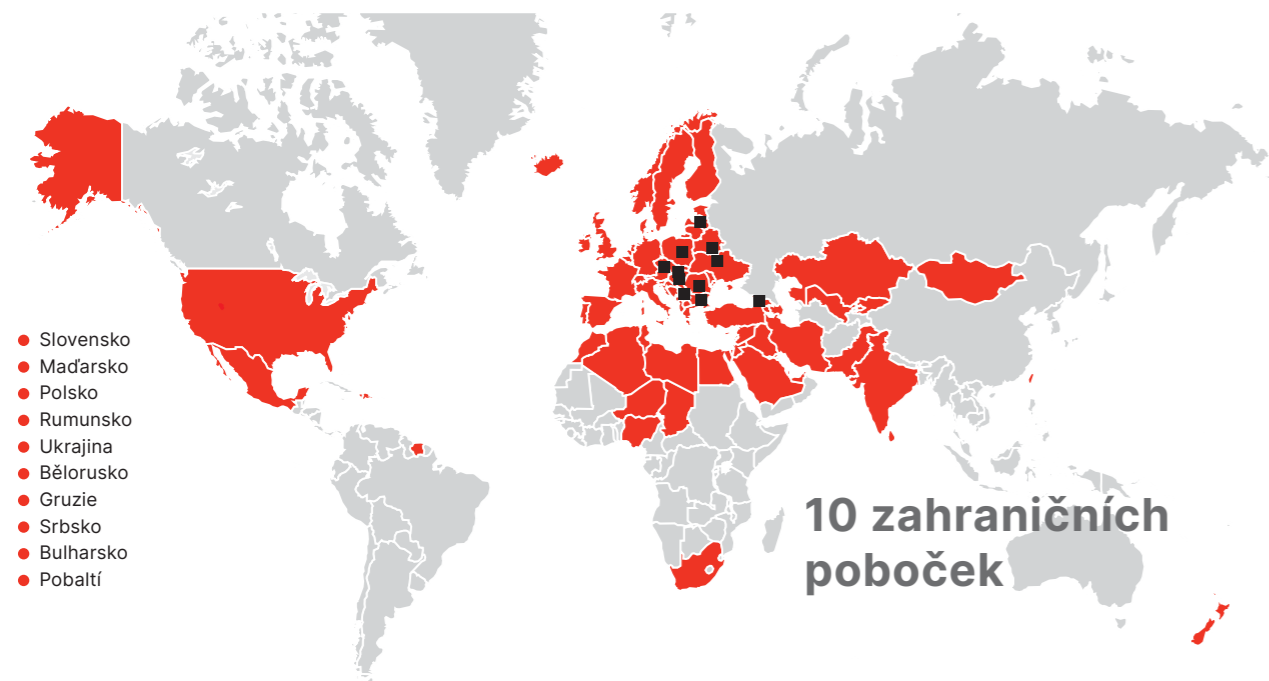 Slovensko
Maďarsko
Polsko
Rumunsko
Ukrajina
Bělorusko
Gruzie
Srbsko
Bulharsko
Pobaltí
10 zahraničních
poboček